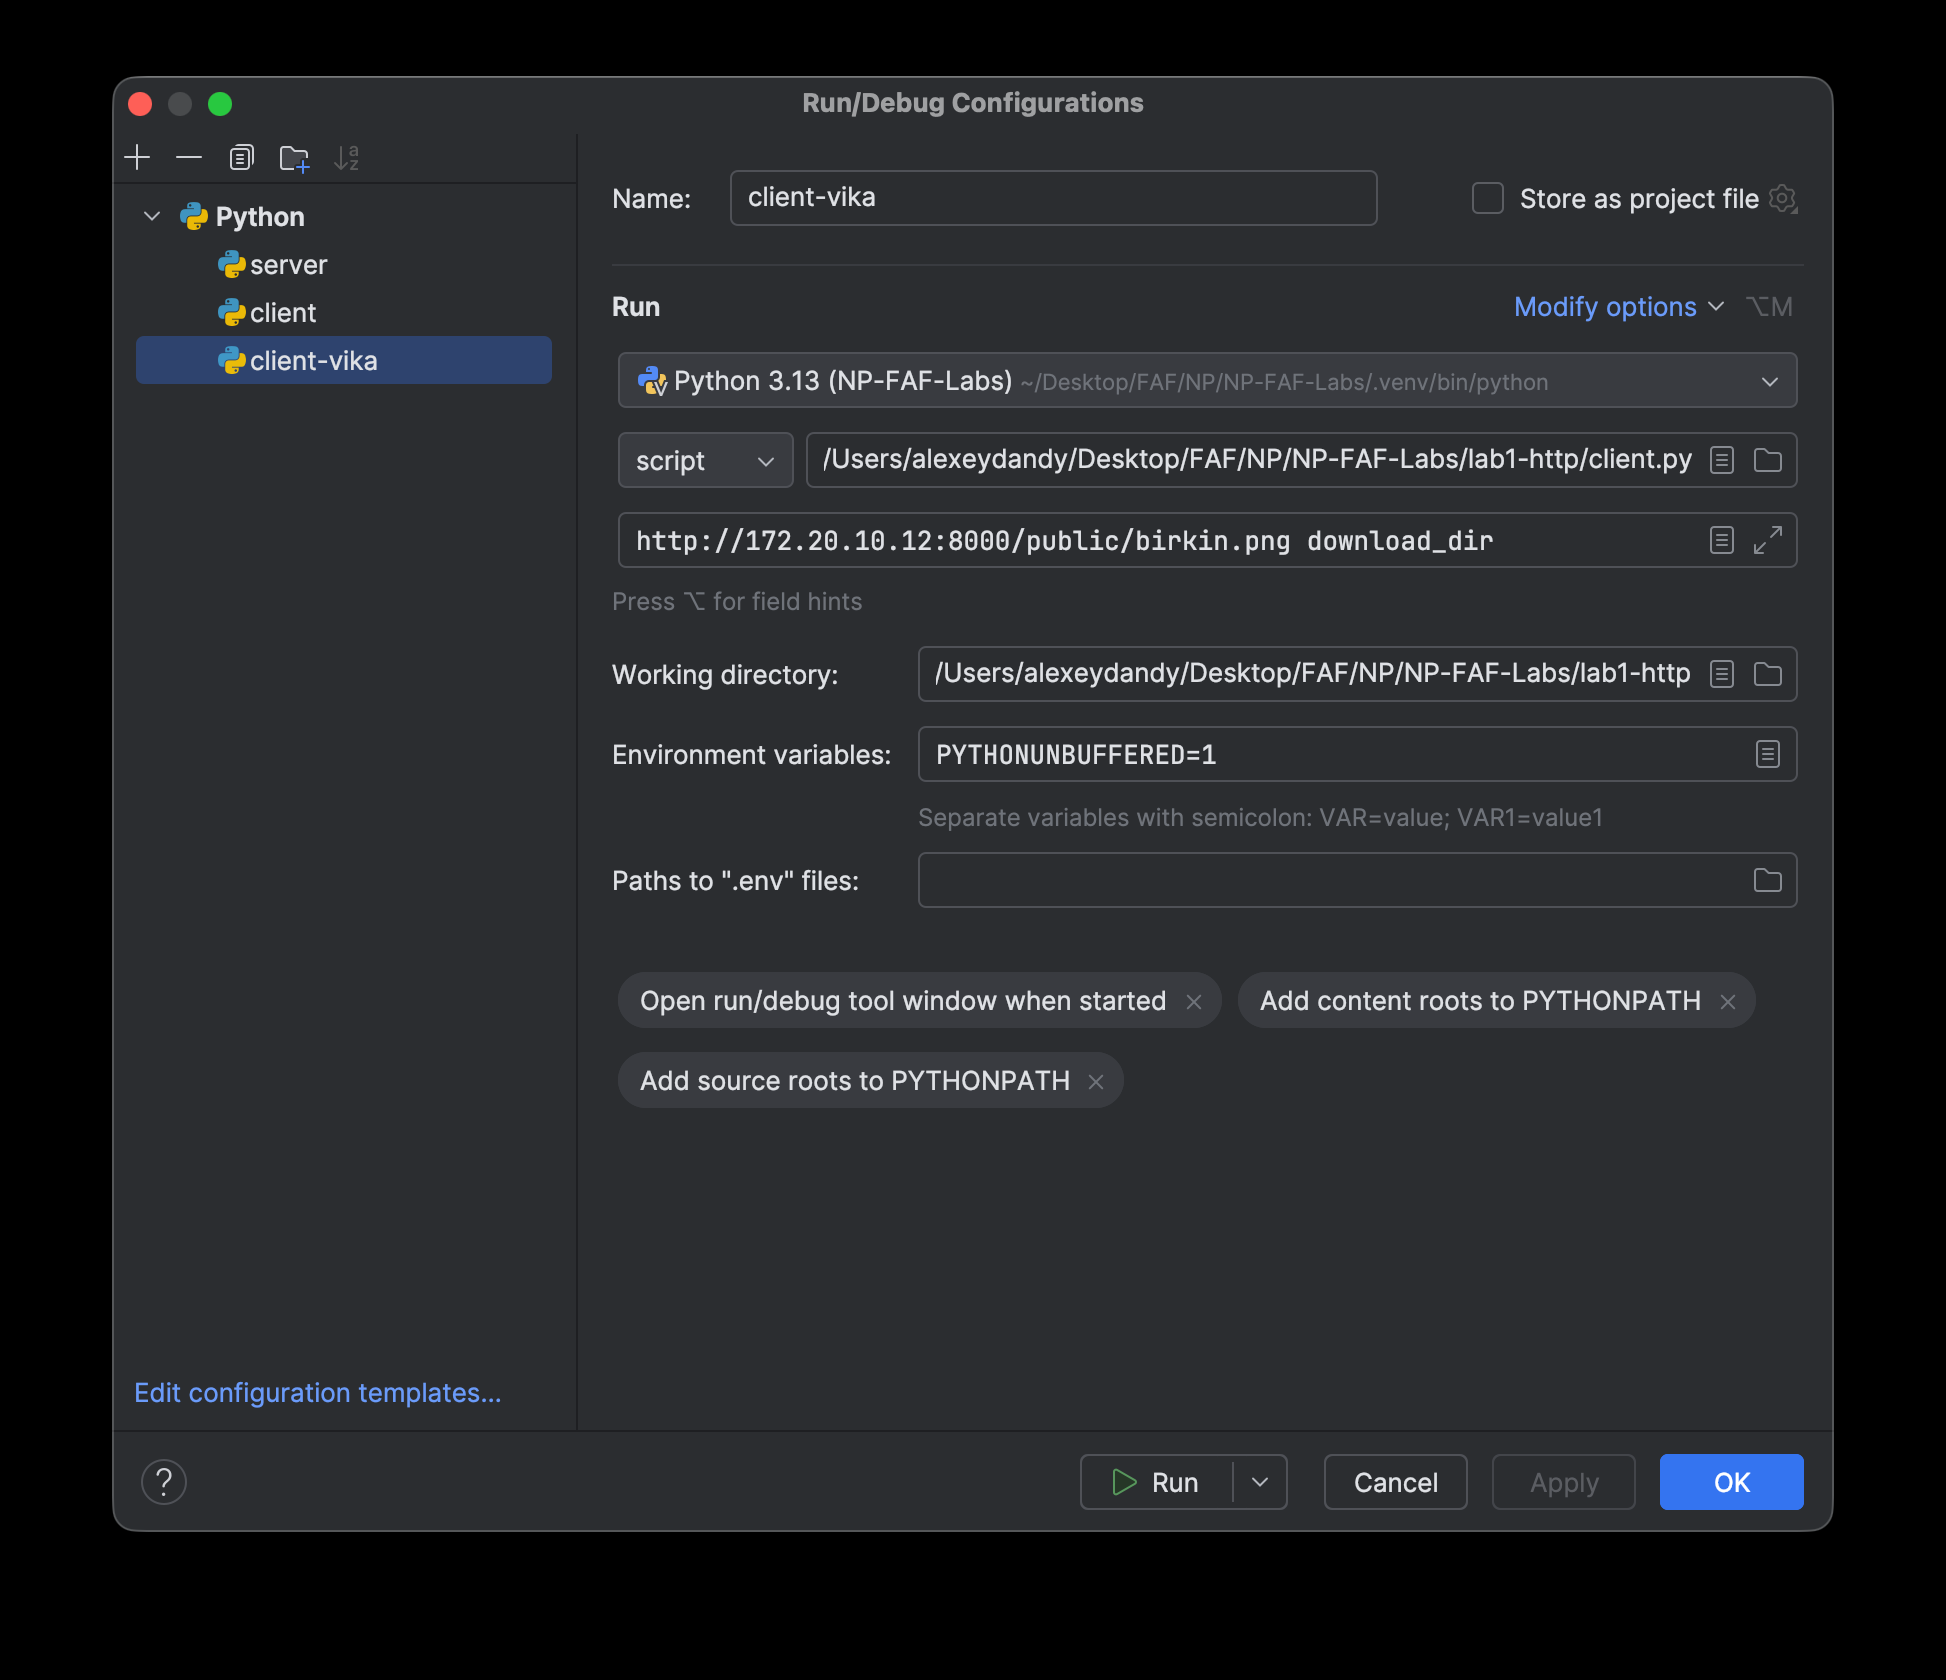 Run/Debug Configurations
Python
server
client
client-vika
Edit configuration templates...
Name:
client-vika
Store as project file
Run
Modify options
⌥M
Python 3.13 (NP-FAF-Labs) ~/Desktop/FAF/NP/NP-FAF-Labs/.venv/bin/python
script
/Users/alexeydandy/Desktop/FAF/NP/NP-FAF-Labs/lab1-http/client.py
http://172.20.10.12:8000/public/birkin.png download_dir
Press ⌥ for field hints
Working directory:
/Users/alexeydandy/Desktop/FAF/NP/NP-FAF-Labs/lab1-http
Environment variables:
PYTHONUNBUFFERED=1
Separate variables with semicolon: VAR=value; VAR1=value1
Paths to ".env" files:
Open run/debug tool window when started
Add content roots to PYTHONPATH
Add source roots to PYTHONPATH
?
Run
Cancel
Apply
OK